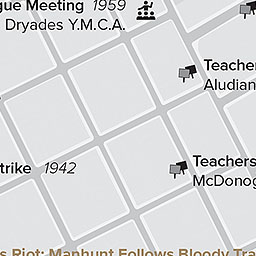 gue Meeting 1959
Dryades Y.M.C.A.
Teacher
Aludian
trike 1942
Teachers
McDonog
s Riot: Manhunt Follows Bloody Tra